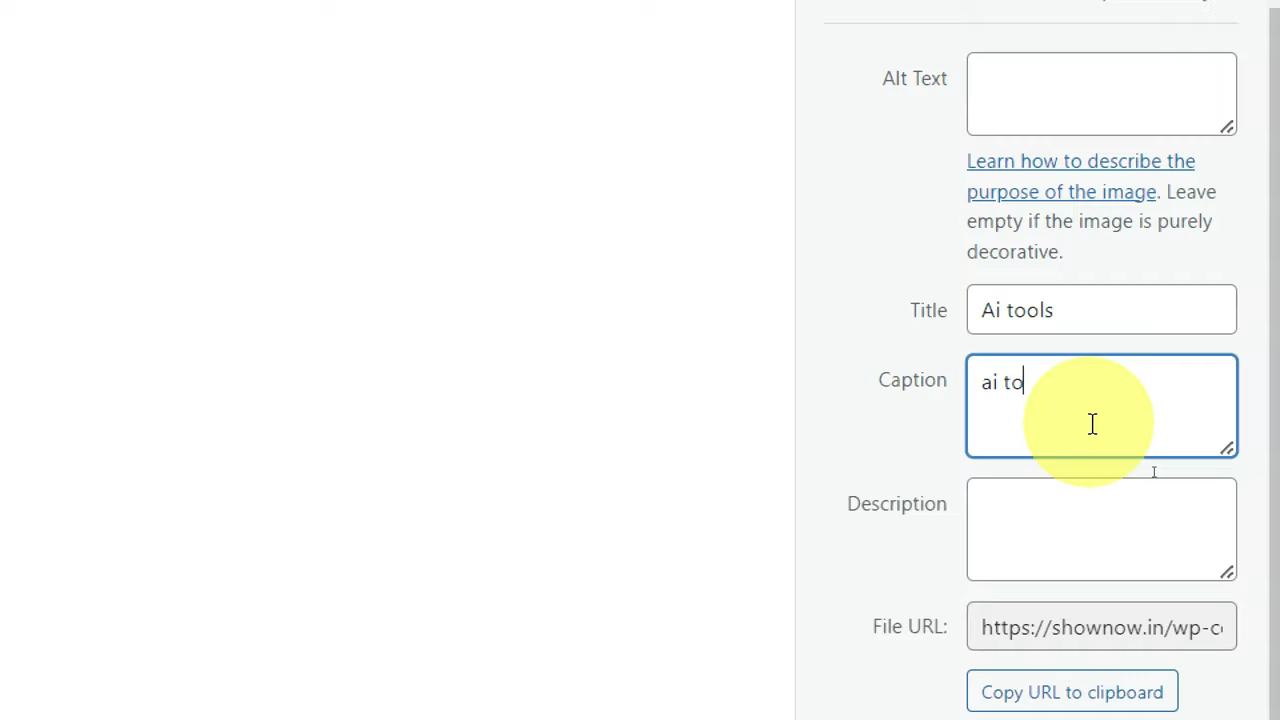 Alt Text
Learn how to describe the
purpose of the image. Leave
empty if the image is purely
decorative.
Title Ai tools
Caption ai to
Description
File URL: https://shownow.in/wp-c
Copy URL to clipboard